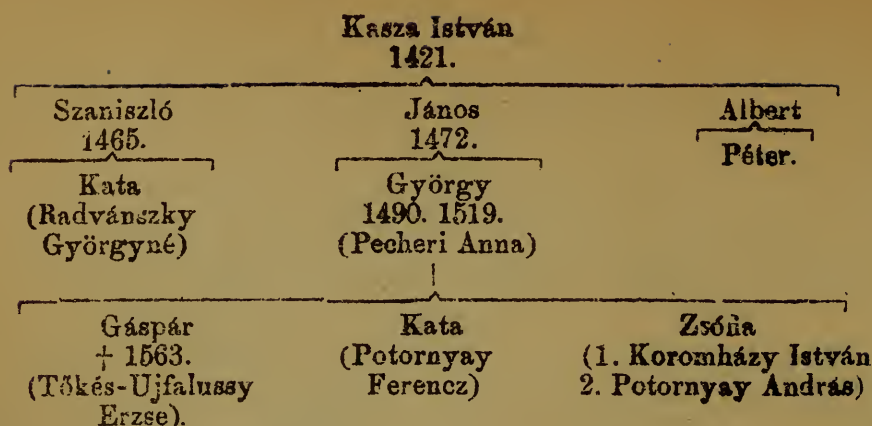 Kasza István
1421.
Szaniszló János Albert
1465. 1472. Péter.
Kata György
(Radvánszky 1490. 1519.
Györgyné) (Pecheri Anna)
Gáspár Kata Zsófia
† 1563. (Potornyay (1. Koromházy István
(Tőkés-Ujfalussy Ferencz) 2. Potornyay András)
Erzse).